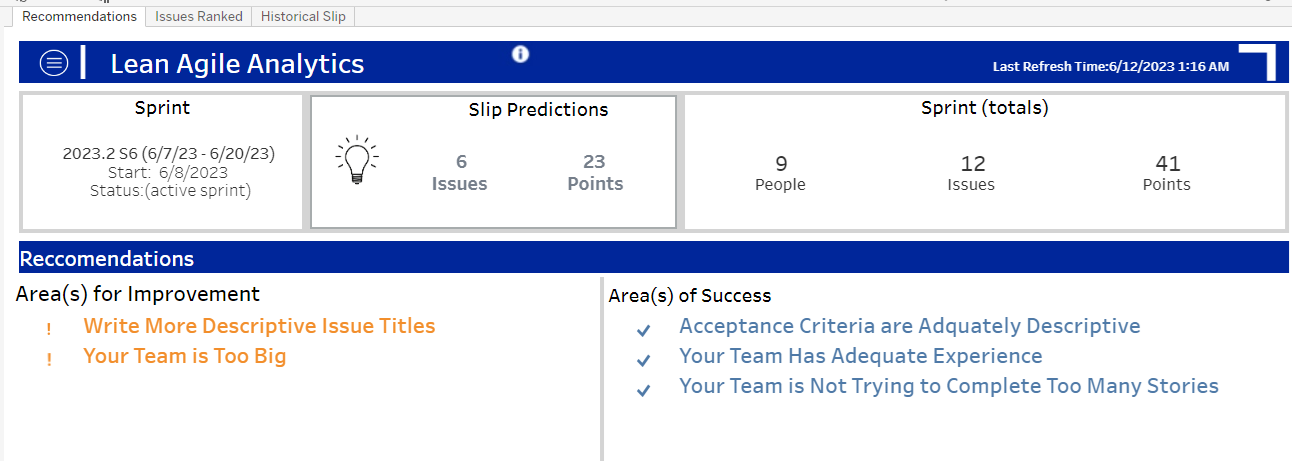 Recommendations Issues Ranked Historical Slip
Lean Agile Analytics
Last Refresh Time:6/12/2023 1:16 AM
Sprint
2023.2 S6 (6/7/23 - 6/20/23)
Start: 6/8/2023
Status:(active sprint)
Slip Predictions
6 23
Issues Points
Sprint (totals)
9 12 41
People Issues Points
Reccomendations
Area(s) for Improvement
! Write More Descriptive Issue Titles
! Your Team is Too Big
Area(s) of Success
✓ Acceptance Criteria are Adquately Descriptive
✓ Your Team Has Adequate Experience
✓ Your Team is Not Trying to Complete Too Many Stories